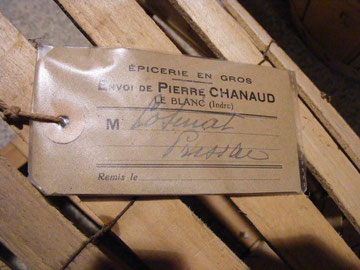 ÉPICERIE EN GROS
ENVOI DE PIERRE CHANAUD
LE BLANC (Indre)
M
Remis le